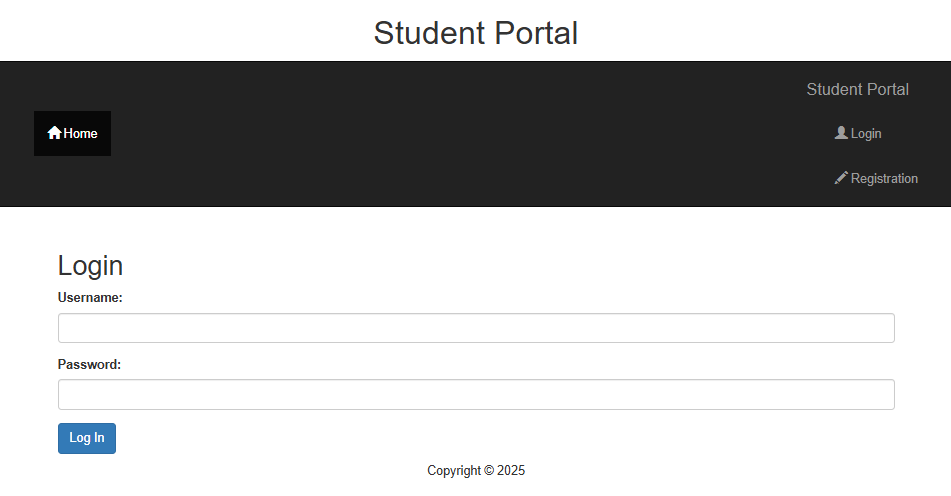 Student Portal
Student Portal
Home
Login
Registration
Login
Username:
Password:
Log In
Copyright © 2025